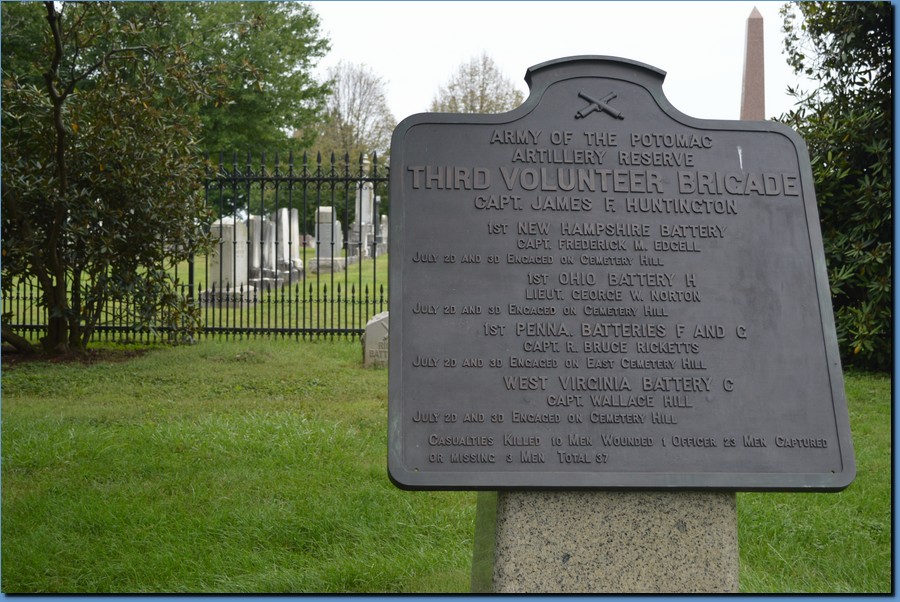 ARMY OF THE POTOMAC
ARTILLERY RESERVE
THIRD VOLUNTEER BRIGADE
CAPT. JAMES F. HUNTINGTON
1ST NEW HAMPSHIRE BATTERY
CAPT. FREDERICK M. EDGELL
JULY 2D AND 3D ENGAGED ON CEMETERY HILL
1ST OHIO BATTERY H
LIEUT. GEORGE W. NORTON
JULY 2D AND 3D ENGAGED ON CEMETERY HILL
1ST PENNA. BATTERIES F AND G
CAPT. R. BRUCE RICKETTS
JULY 2D AND 3D ENGAGED ON EAST CEMETERY HILL
WEST VIRGINIA BATTERY C
CAPT. WALLACE HILL
JULY 2D AND 3D ENGAGED ON CEMETERY HILL
CASUALTIES KILLED 10 MEN WOUNDED 1 OFFICER 23 MEN CAPTURED
OR MISSING 3 MEN TOTAL 37